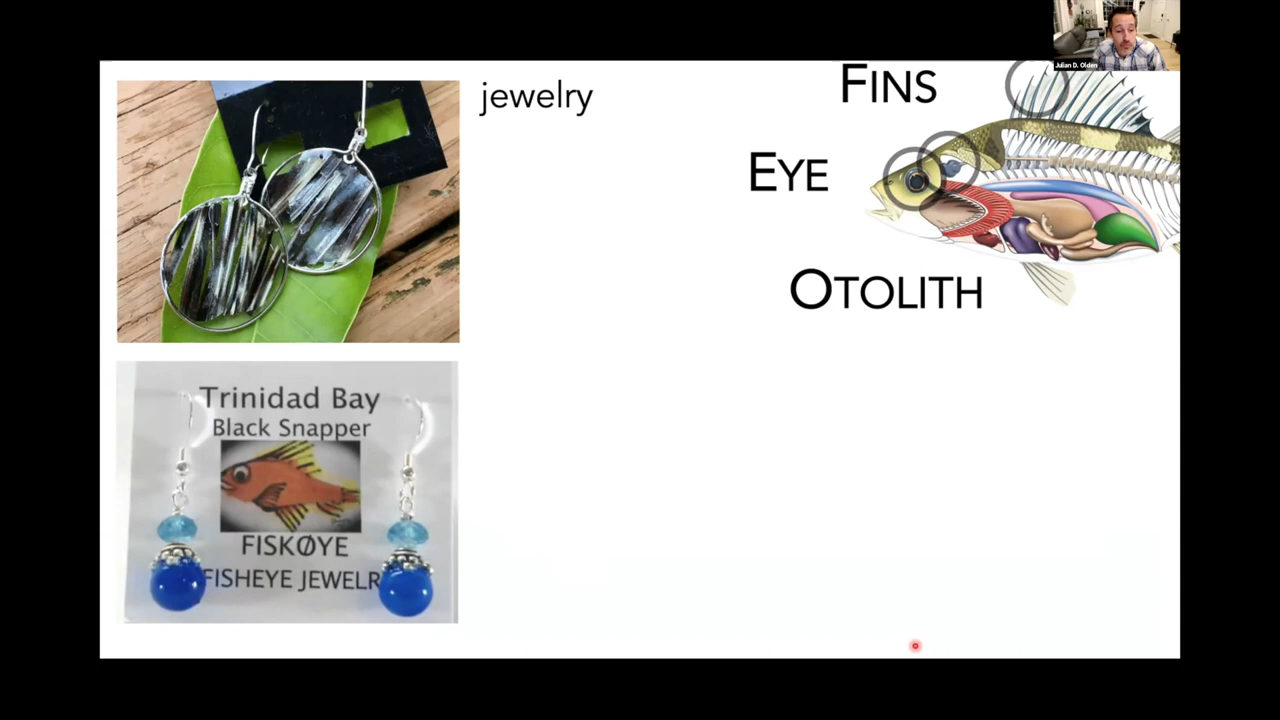 jewelry
FINS
EYE
OTOLITH
Julian D. Olden
Trinidad Bay
Black Snapper
FISKØYE
FISHEYE JEWELR